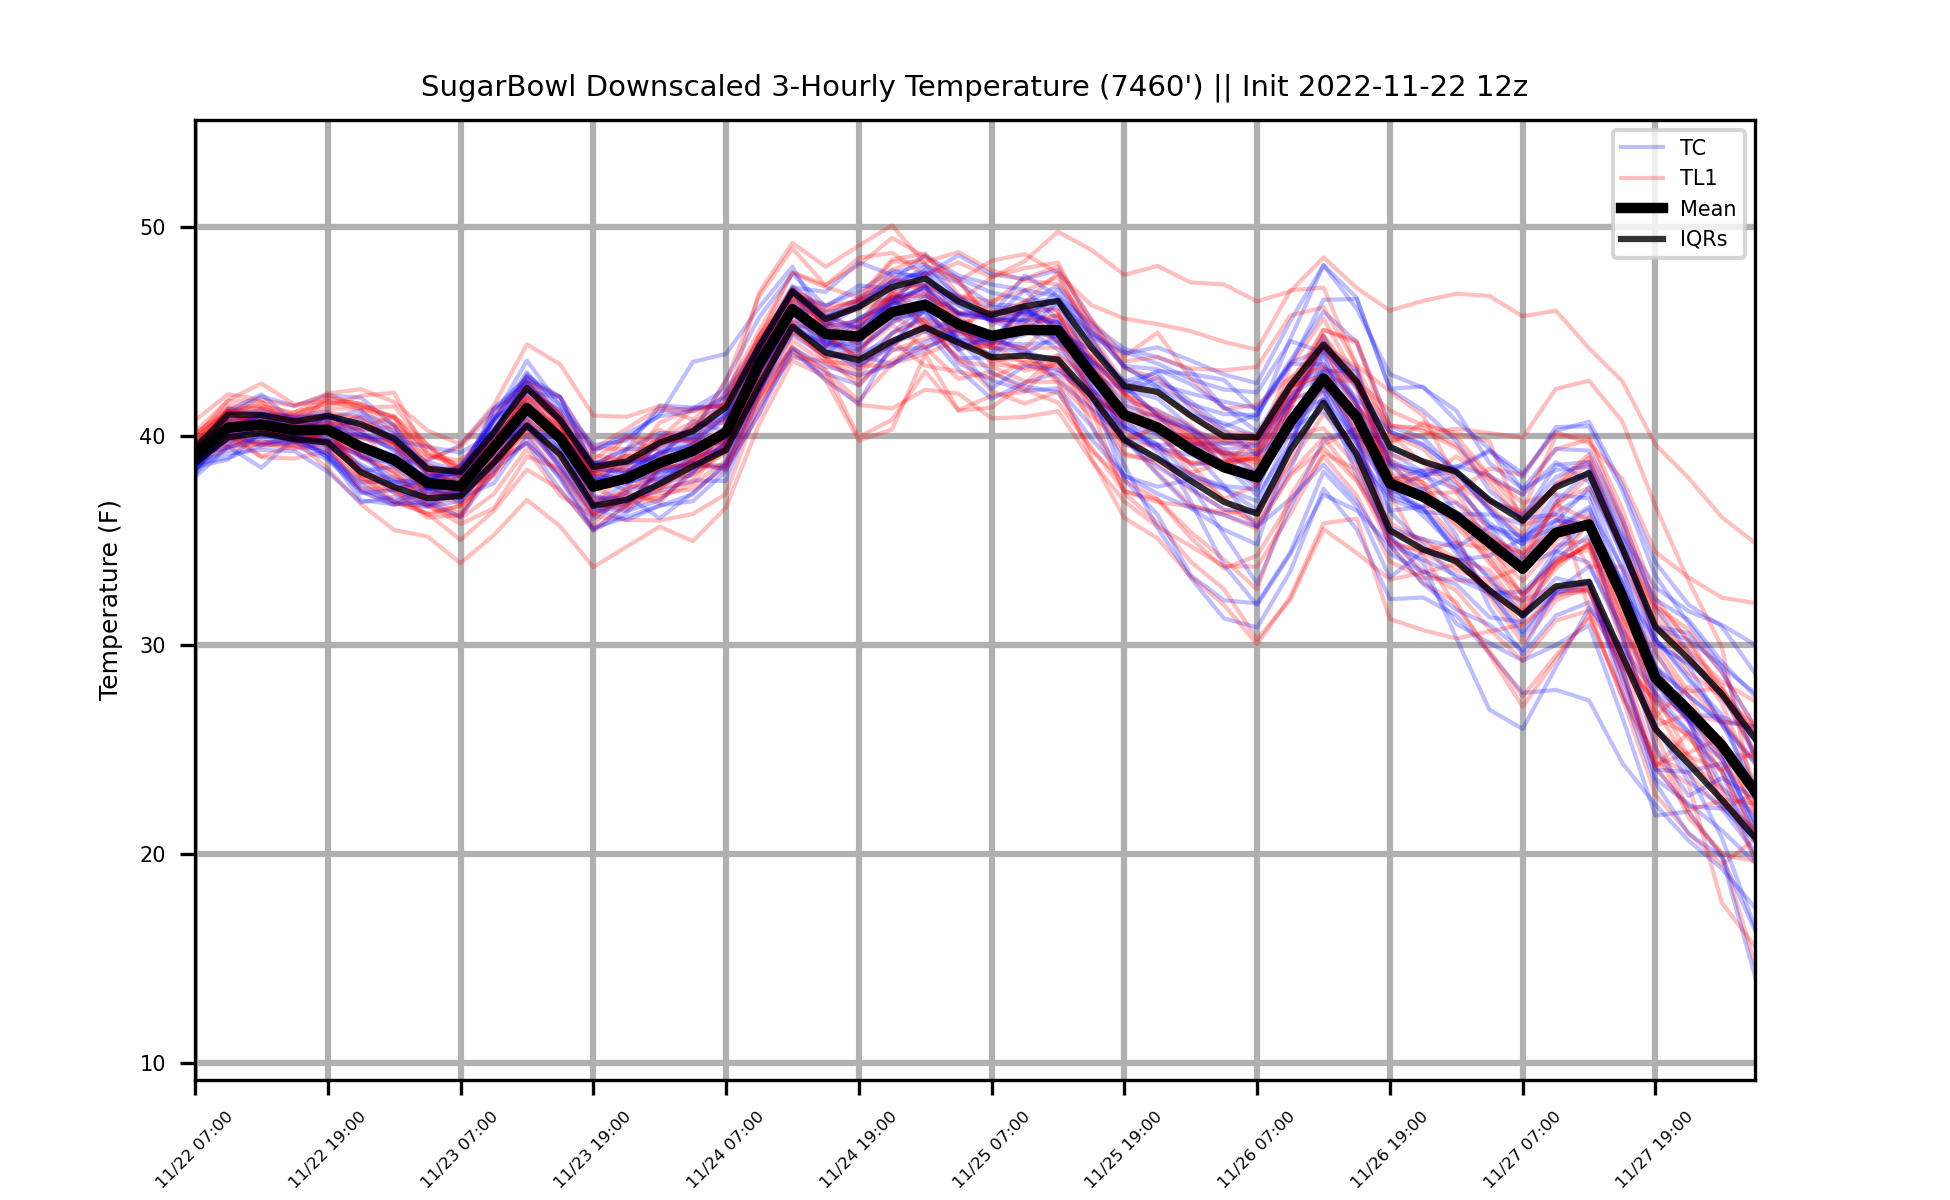 SugarBowl Downscaled 3-Hourly Temperature (7460') || Init 2022-11-22 12z
TC
TL1
Mean
IQRs
Temperature (F)
50
40
30
20
10
11/22 07:00
11/22 19:00
11/23 07:00
11/23 19:00
11/24 07:00
11/24 19:00
11/25 07:00
11/25 19:00
11/26 07:00
11/26 19:00
11/27 07:00
11/27 19:00